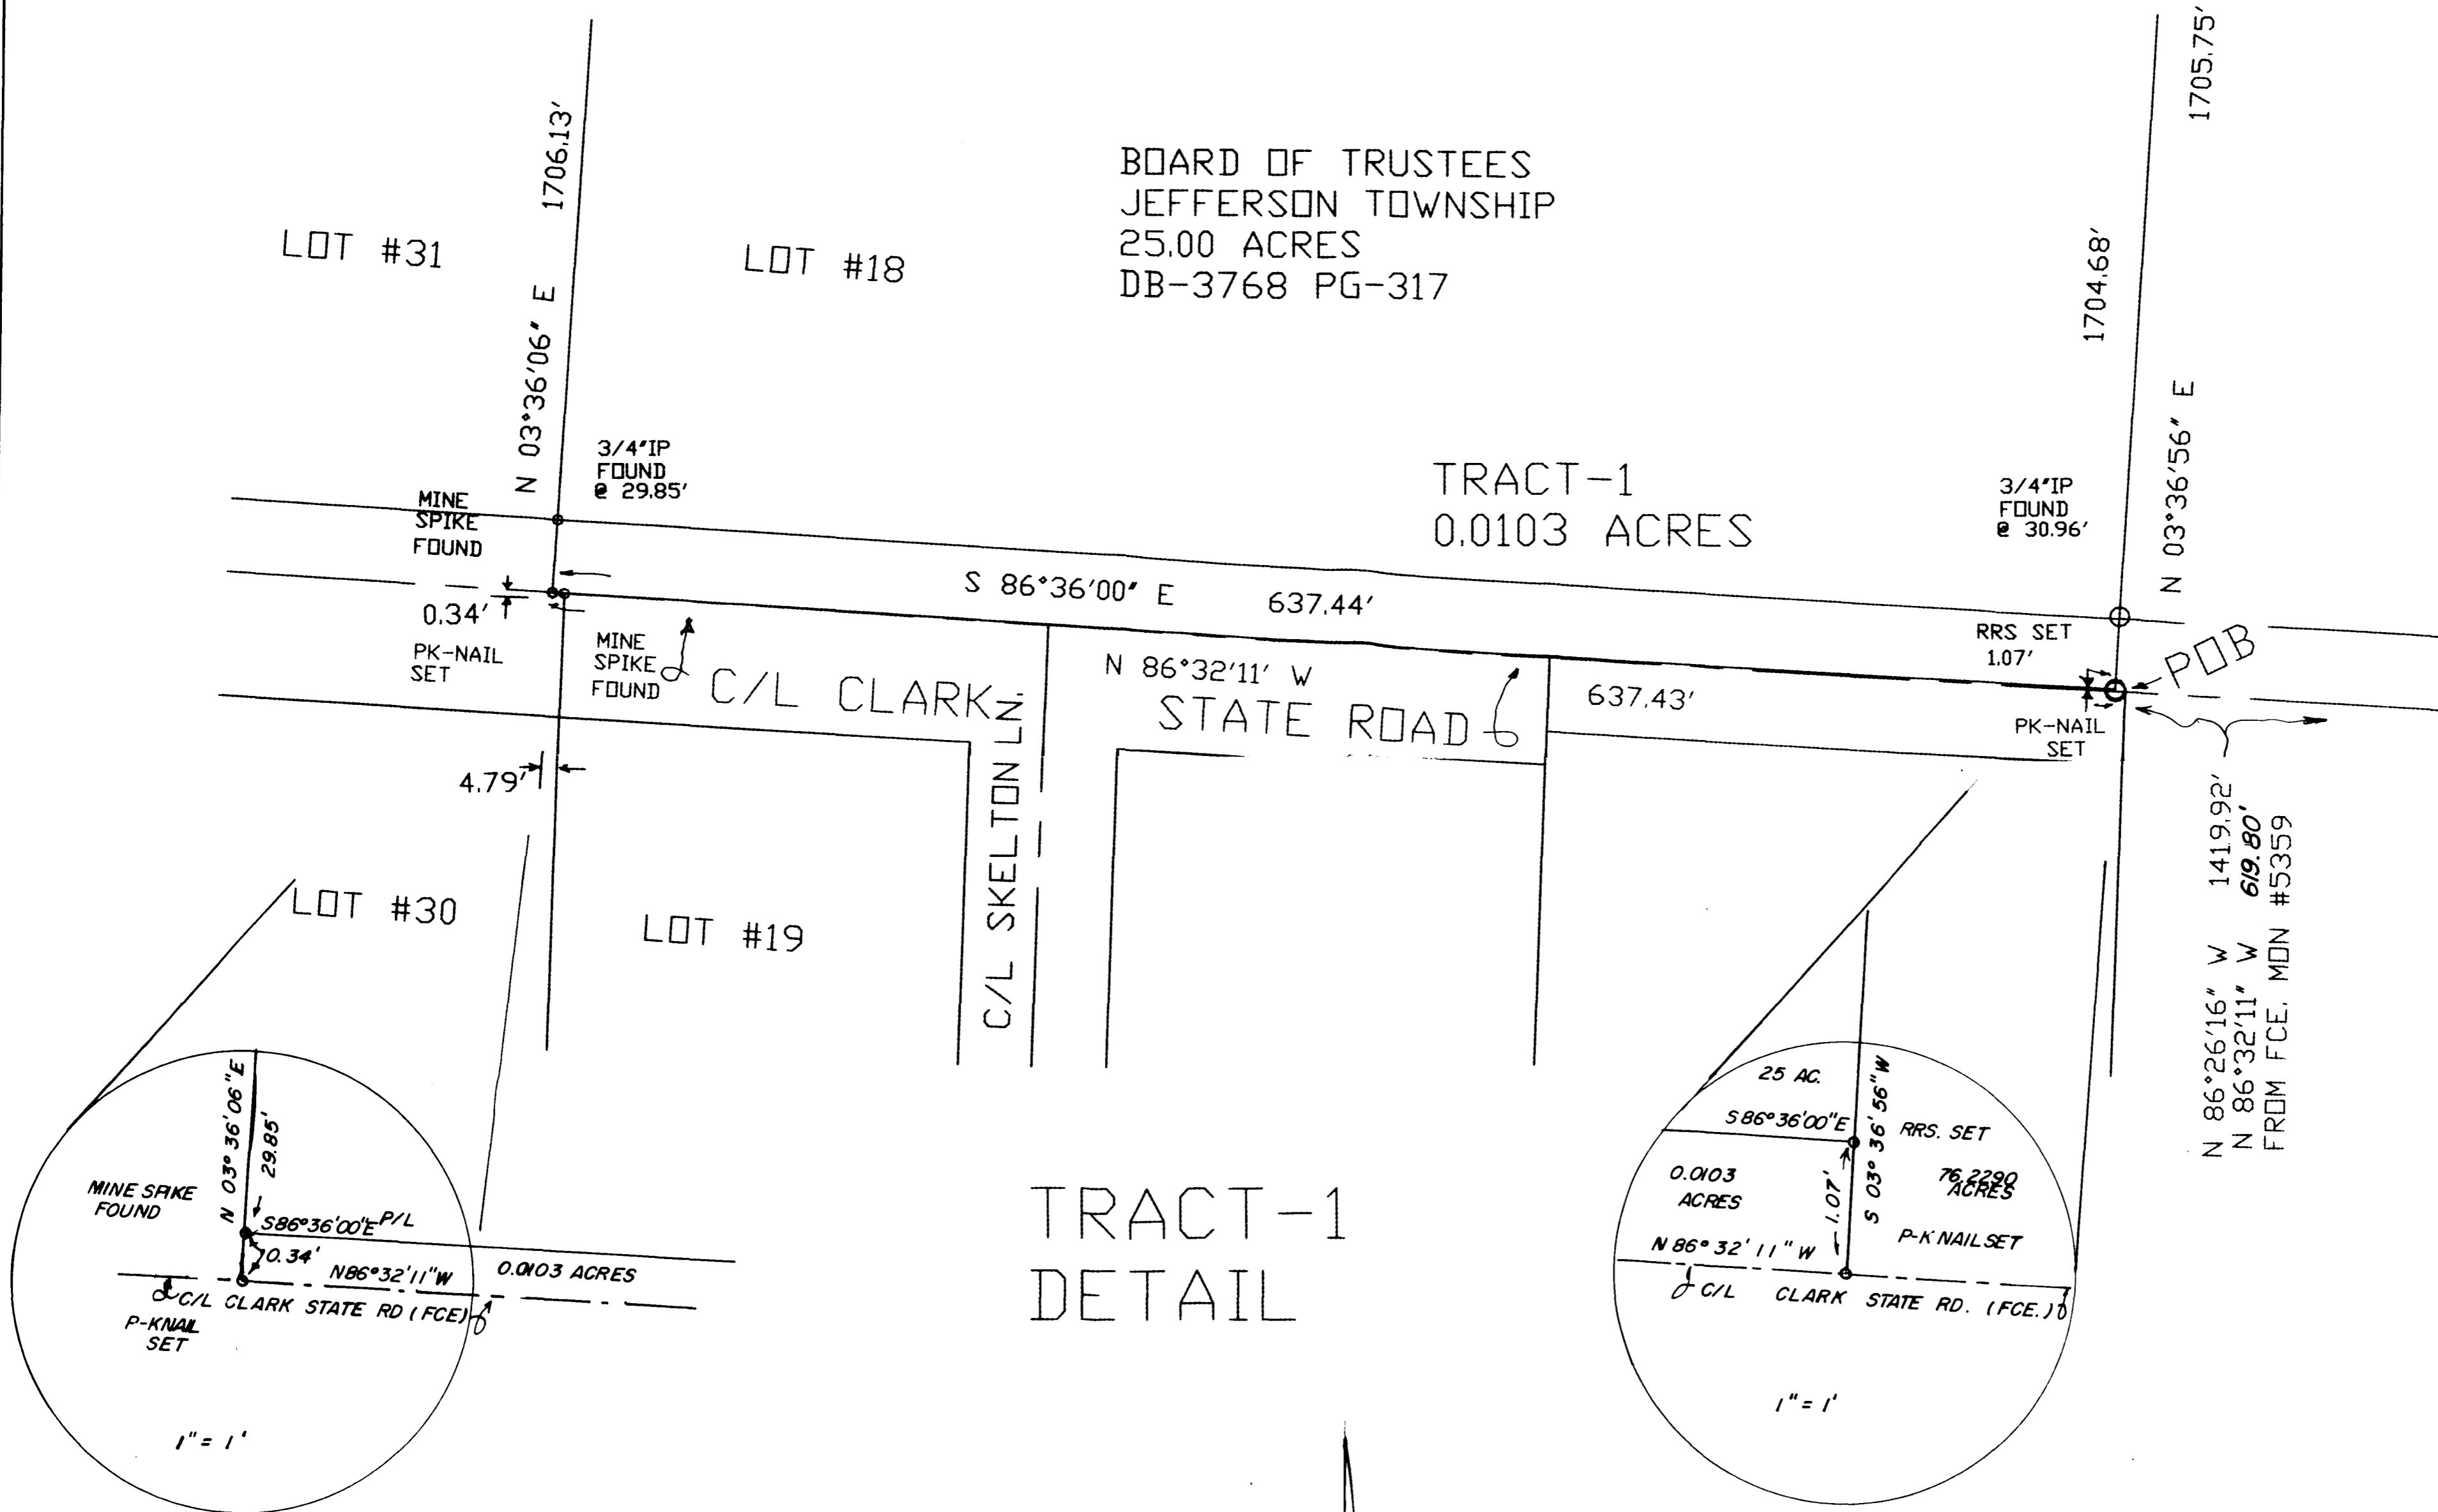 1705.75'
1706.13'
BOARD OF TRUSTEES
JEFFERSON TOWNSHIP
25.00 ACRES
DB-3768 PG-317
LOT #31
LOT #18
1704.68'
N 03°36'06" E
N 03°36'56" E
3/4"IP
FOUND
@ 29.85'
TRACT-1
0.0103 ACRES
3/4"IP
FOUND
@ 30.96'
MINE
SPIKE
FOUND
S 86°36'00" E 637.44'
0.34'
PK-NAIL
SET
MINE
SPIKE
FOUND
C/L CLARK
N 86°32'11' W
STATE ROAD
637.43'
RRS SET
1.07'
POB
PK-NAIL
SET
4.79'
C/L SKELTON LN.
N 86°26'16" W 1419.92'
N 86°32'11" W 619.80'
FROM FCE. MON #5359
LOT #30
LOT #19
N 03°36'06"E
29.85'
MINE SPIKE
FOUND
S86°36'00"E P/L
0.34'
N86°32'11"W
0.0103 ACRES
C/L CLARK STATE RD (FCE)
P-KNAIL
SET
1" = 1'
TRACT-1
DETAIL
25 AC.
S 86°36'00"E
S 03° 36' 56"W
RRS. SET
0.0103
ACRES
1.07'
76.2290
ACRES
N 86° 32' 11" W
P-K NAIL SET
C/L CLARK STATE RD. (FCE.)
1" = 1'